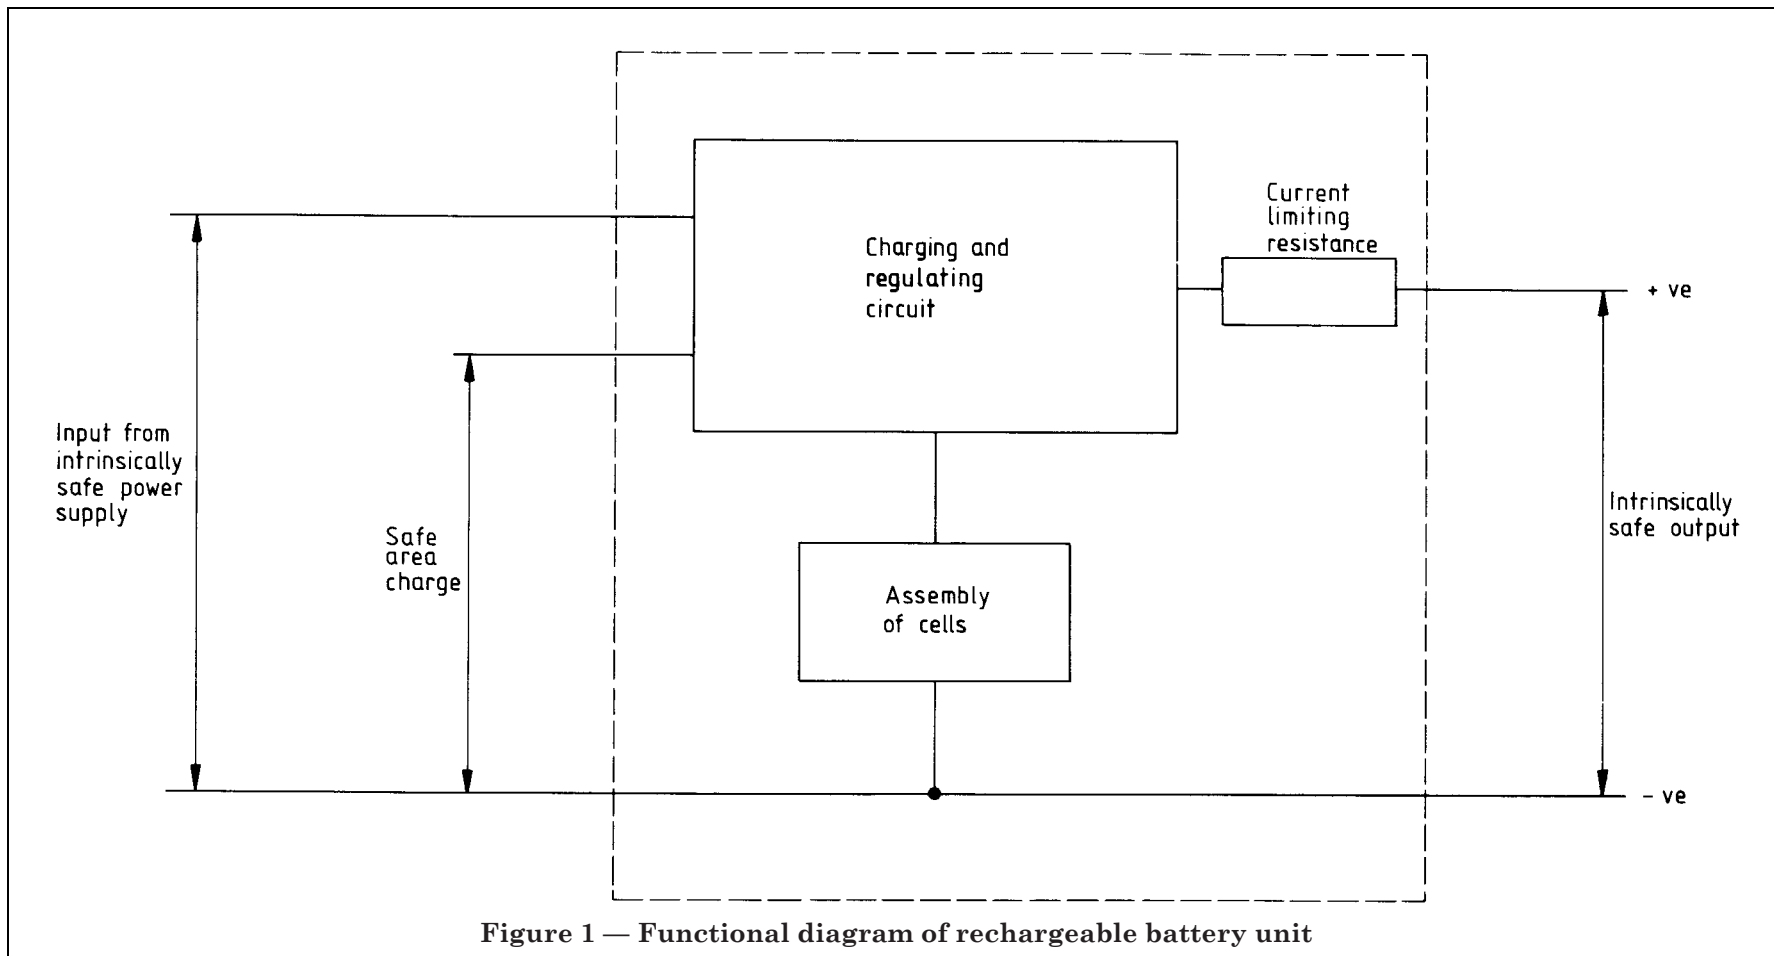 Current
limiting
resistance
Charging and
regulating
circuit
+ ve
Input from
intrinsically
safe power
supply
Safe
area
charge
Intrinsically
safe output
Assembly
of cells
- ve
Figure 1 — Functional diagram of rechargeable battery unit